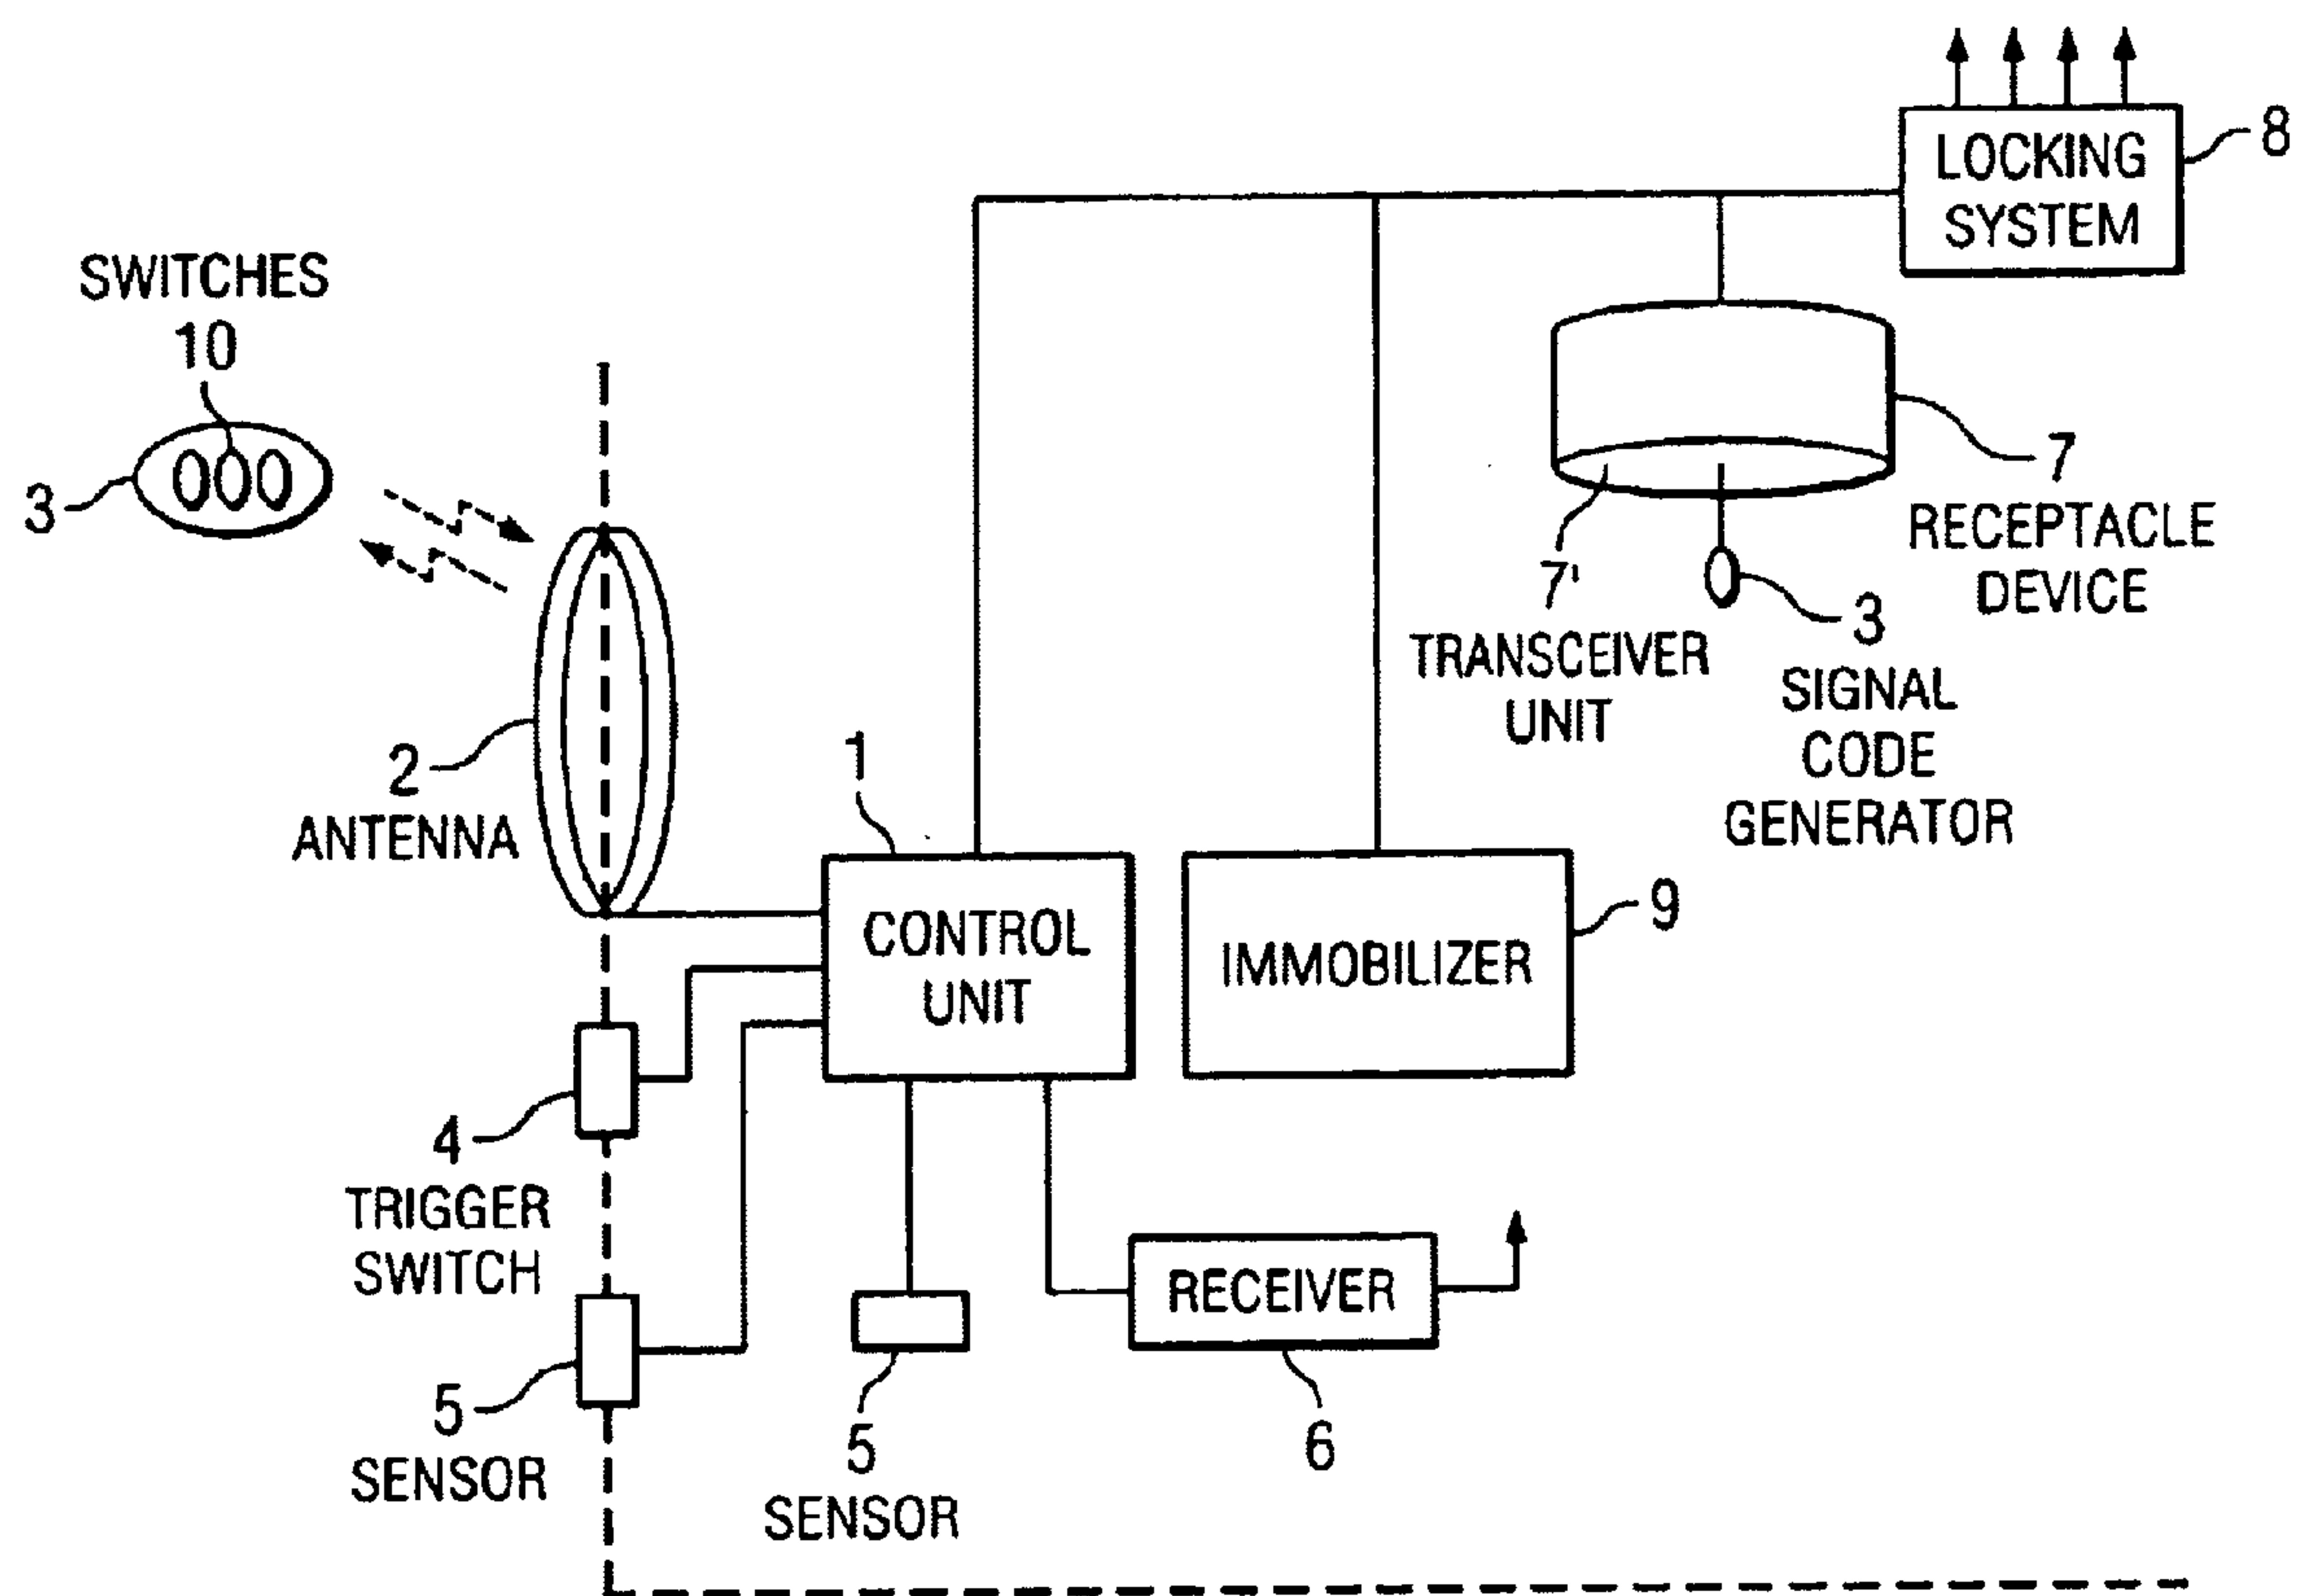 LOCKING
SYSTEM
8
SWITCHES
10
3
7
RECEPTACLE
DEVICE
7'
TRANSCEIVER
UNIT
3
SIGNAL
CODE
GENERATOR
2
ANTENNA
1
CONTROL
UNIT
IMMOBILIZER
9
4
TRIGGER
SWITCH
RECEIVER
5
SENSOR
5
SENSOR
6